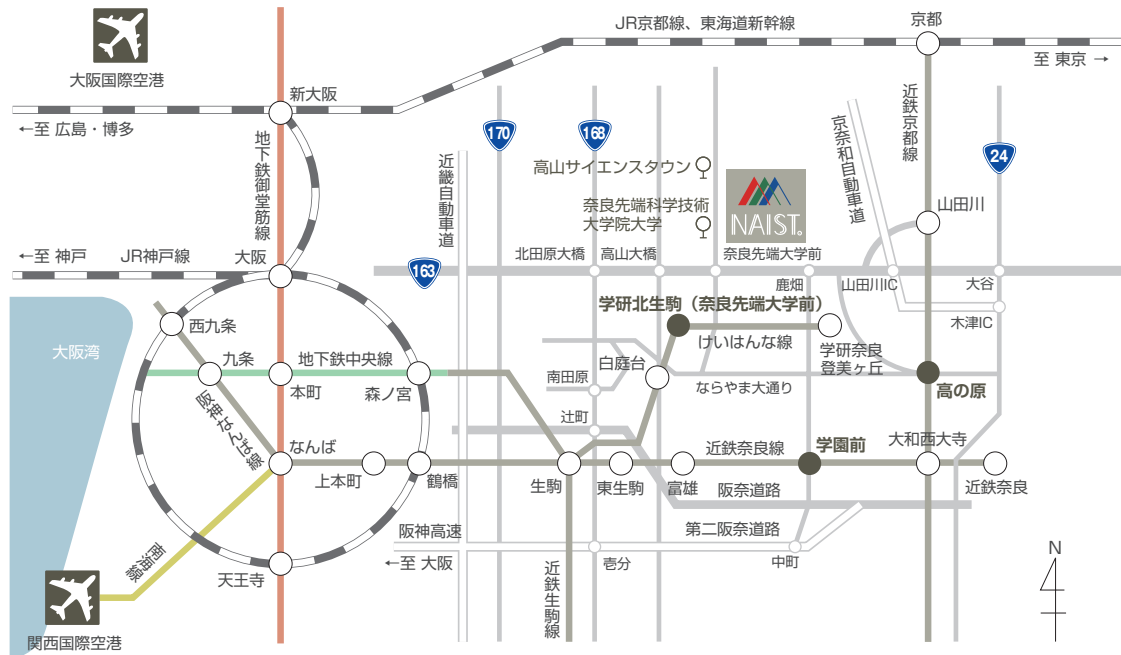 JR京都線、東海道新幹線
京都
至 東京 →
大阪国際空港
新大阪
←至 広島・博多
地下鉄御堂筋線
近畿自動車道
170
168
24
京奈和自動車道
近鉄京都線
高山サイエンスタウン
奈良先端科学技術
大学院大学
NAIST®
山田川
←至 神戸
JR神戸線
大阪
163
北田原大橋
高山大橋
奈良先端大学前
鹿畑
山田川IC
大谷
木津IC
学研北生駒（奈良先端大学前）
けいはんな線
学研奈良
登美ヶ丘
大阪湾
西九条
九条
地下鉄中央線
本町
森ノ宮
白庭台
南田原
ならやま大通り
高の原
辻町
阪神なんば線
なんば
上本町
鶴橋
生駒
東生駒
富雄
近鉄奈良線
学園前
大和西大寺
近鉄奈良
阪奈道路
第二阪奈道路
阪神高速
←至 大阪
壱分
中町
近鉄生駒線
南海線
天王寺
関西国際空港
N